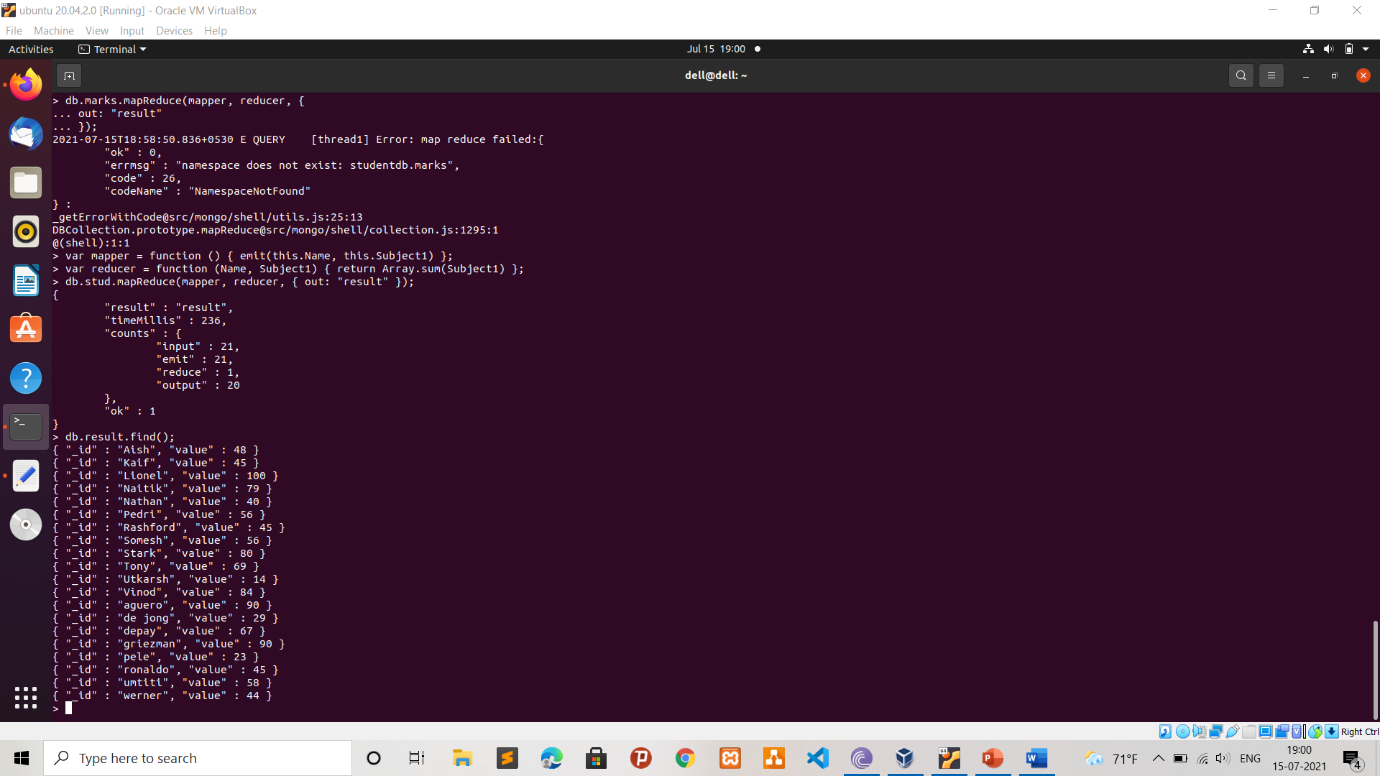 ubuntu 20.04.2.0 [Running] - Oracle VM VirtualBox
File Machine View Input Devices Help
Activities Terminal Jul 15 19:00
dell@dell: ~
> db.marks.mapReduce(mapper, reducer, {
... out: "result"
... });
2021-07-15T18:58:50.836+0530 E QUERY [thread1] Error: map reduce failed:{
"ok" : 0,
"errmsg" : "namespace does not exist: studentdb.marks",
"code" : 26,
"codeName" : "NamespaceNotFound"
} :
_getErrorWithCode@src/mongo/shell/utils.js:25:13
DBCollection.prototype.mapReduce@src/mongo/shell/collection.js:1295:1
@(shell):1:1
> var mapper = function () { emit(this.Name, this.Subject1) };
> var reducer = function (Name, Subject1) { return Array.sum(Subject1) };
> db.stud.mapReduce(mapper, reducer, { out: "result" });
{
"result" : "result",
"timeMillis" : 236,
"counts" : {
"input" : 21,
"emit" : 21,
"reduce" : 1,
"output" : 20
},
"ok" : 1
}
> db.result.find();
{ "_id" : "Aish", "value" : 48 }
{ "_id" : "Kaif", "value" : 45 }
{ "_id" : "Lionel", "value" : 100 }
{ "_id" : "Naitik", "value" : 79 }
{ "_id" : "Nathan", "value" : 40 }
{ "_id" : "Pedri", "value" : 56 }
{ "_id" : "Rashford", "value" : 45 }
{ "_id" : "Somesh", "value" : 56 }
{ "_id" : "Stark", "value" : 80 }
{ "_id" : "Tony", "value" : 69 }
{ "_id" : "Utkarsh", "value" : 14 }
{ "_id" : "Vinod", "value" : 84 }
{ "_id" : "aguero", "value" : 90 }
{ "_id" : "de jong", "value" : 29 }
{ "_id" : "depay", "value" : 67 }
{ "_id" : "griezman", "value" : 90 }
{ "_id" : "pele", "value" : 23 }
{ "_id" : "ronaldo", "value" : 45 }
{ "_id" : "umtiti", "value" : 58 }
{ "_id" : "werner", "value" : 44 }
>
Right Ctrl
Type here to search
71°F
ENG
19:00
15-07-2021
4